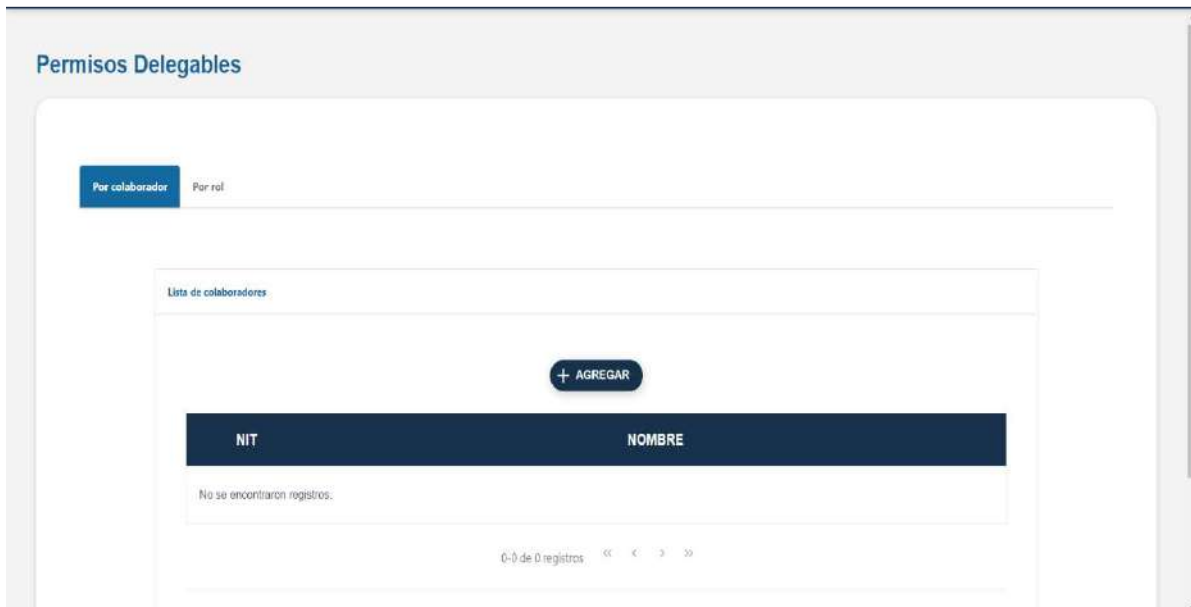 Permisos Delegables
Por colaborador Por rol
Lista de colaboradores
+ AGREGAR
NIT NOMBRE
No se encontraron registros.
0-0 de 0 registros « < > »